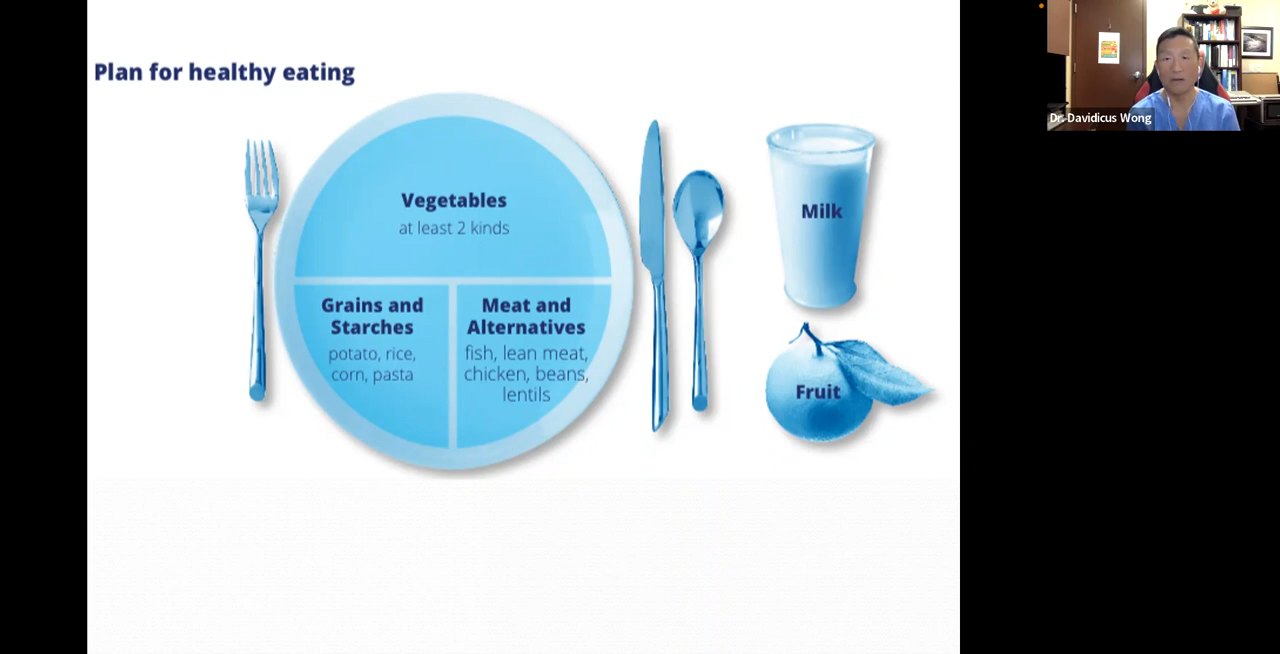 Plan for healthy eating
Vegetables
at least 2 kinds
Grains and
Starches
potato, rice,
corn, pasta
Meat and
Alternatives
fish, lean meat,
chicken, beans,
lentils
Milk
Fruit
Dr. Davidicus Wong